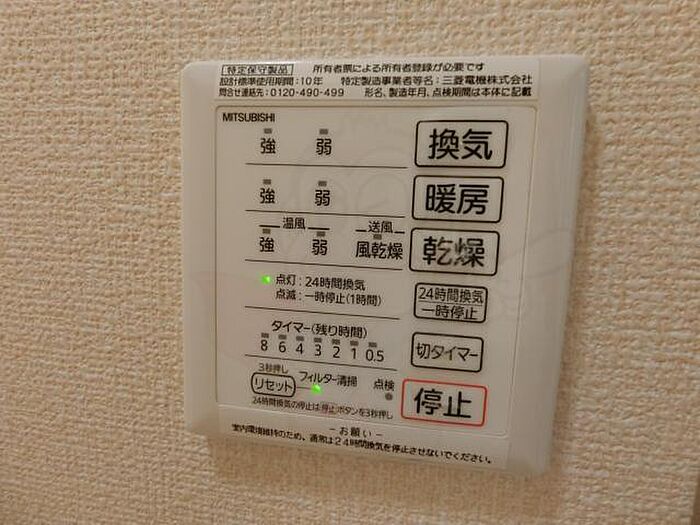 特定保守製品 所有者票による所有者登録が必要です
設計標準使用期間:10年 特定製造事業者等名:三菱電機株式会社
問合せ連絡先:0120-490-499 形名、製造年月、点検期間は本体に記載
MITSUBISHI
強 弱 換気
強 弱 暖房
温風 送風
強 弱 風乾燥 乾燥
点灯:24時間換気
点滅:一時停止(1時間)
24時間換気
一時停止
タイマー(残り時間)
8 6 4 3 2 1 0.5
切タイマー
3秒押し
リセット フィルター清掃 点検
停止
24時間換気の停止は停止ボタンを3秒押し
-お願い-
室内環境維持のため、通常は24時間換気を停止させないでください。